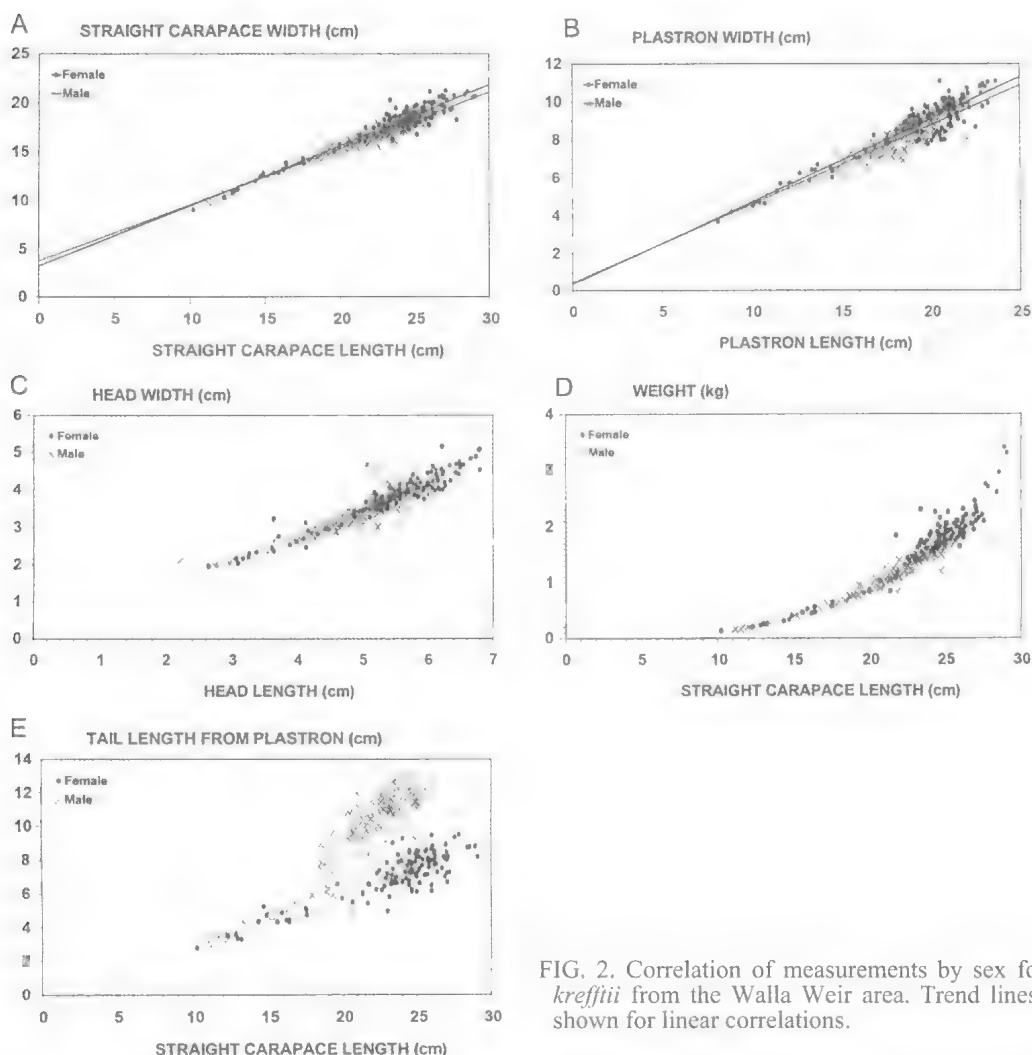 A
STRAIGHT CARAPACE WIDTH (cm)
25
20
15
10
5
0
Female
Male
0 5 10 15 20 25 30
STRAIGHT CARAPACE LENGTH (cm)
B
PLASTRON WIDTH (cm)
12
10
8
6
4
2
0
Female
Male
0 5 10 15 20 25
PLASTRON LENGTH (cm)
C
HEAD WIDTH (cm)
6
5
4
3
2
1
0
Female
Male
0 1 2 3 4 5 6 7
HEAD LENGTH (cm)
D
WEIGHT (kg)
4
3
2
1
0
Female
Male
0 5 10 15 20 25 30
STRAIGHT CARAPACE LENGTH (cm)
E
TAIL LENGTH FROM PLASTRON (cm)
14
12
10
8
6
4
2
0
Female
Male
0 5 10 15 20 25 30
STRAIGHT CARAPACE LENGTH (cm)
FIG. 2. Correlation of measurements by sex fo
krefftii from the Walla Weir area. Trend lines
shown for linear correlations.